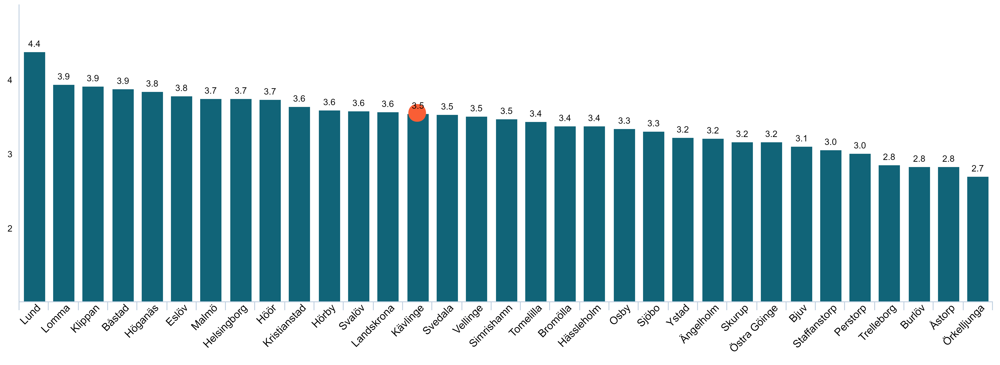 4.4
3.9
3.9
3.9
3.8
3.8
3.7
3.7
3.7
3.6
3.6
3.6
3.6
3.5
3.5
3.5
3.5
3.4
3.4
3.4
3.3
3.3
3.2
3.2
3.2
3.2
3.1
3.0
3.0
2.8
2.8
2.8
2.7
4
3
2
Lund
Lomma
Klippan
Båstad
Höganäs
Eslöv
Malmö
Helsingborg
Höör
Kristianstad
Hörby
Svalöv
Landskrona
Kävlinge
Svedala
Vellinge
Simrishamn
Tomelilla
Bromölla
Hässleholm
Osby
Sjöbo
Ystad
Ängelholm
Skurup
Östra Göinge
Bjuv
Staffanstorp
Perstorp
Trelleborg
Burlöv
Åstorp
Örkelljunga